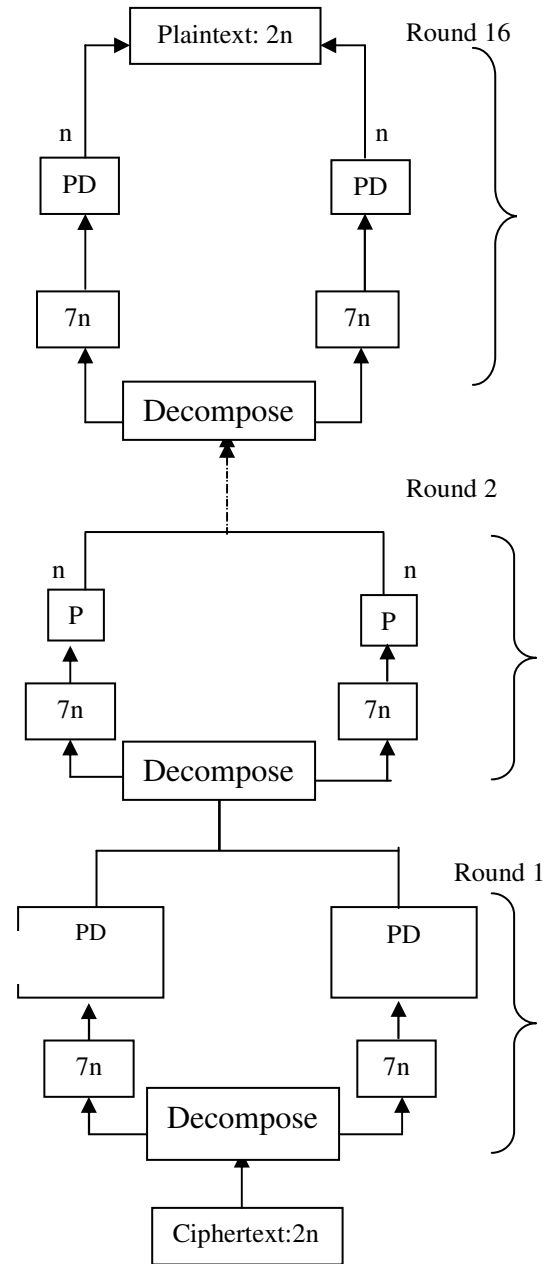 Plaintext: 2n
Round 16
n
n
PD
PD
7n
7n
Decompose
Round 2
n
n
P
P
7n
7n
Decompose
Round 1
PD
PD
7n
7n
Decompose
Ciphertext:2n